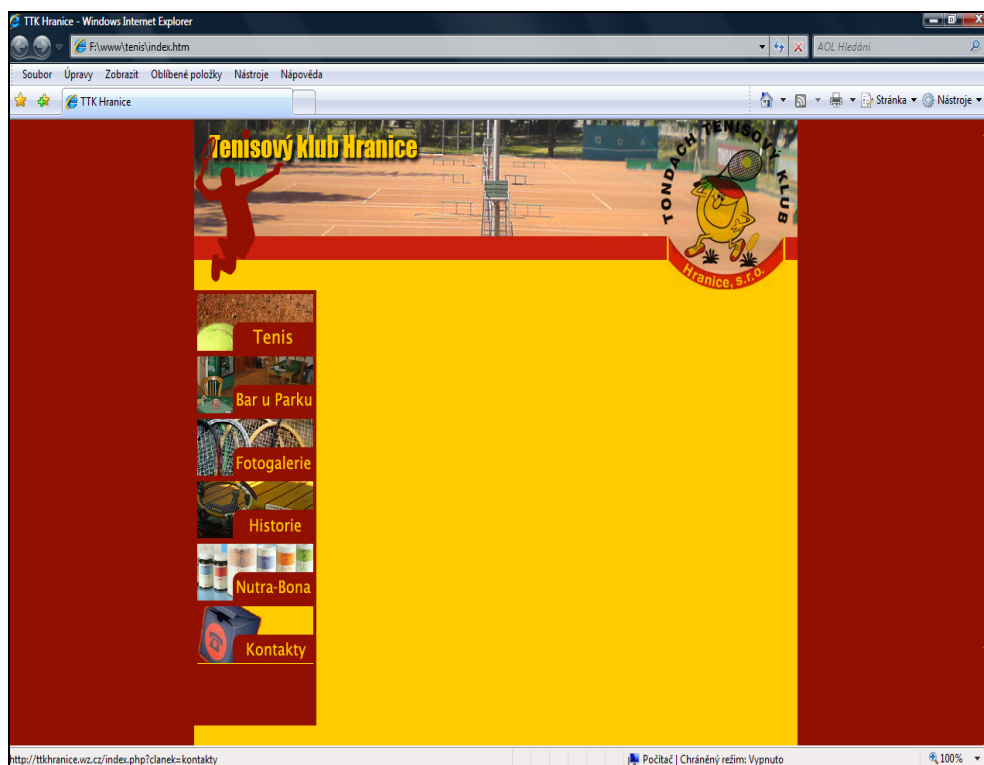 TTK Hranice - Windows Internet Explorer
F:\www\tenis\index.htm
AOL Hledání
Soubor Úpravy Zobrazit Oblíbené položky Nástroje Nápověda
TTK Hranice
Stránka
Nástroje
Tenisový klub Hranice
TONDACH TENISOVÝ KLUB
Hranice, s.r.o.
Tenis
Bar u Parku
Fotogalerie
Historie
Nutra-Bona
Kontakty
http://ttkhranice.wz.cz/index.php?clanek=kontakty
Počítač | Chráněný režim: Vypnuto
100%